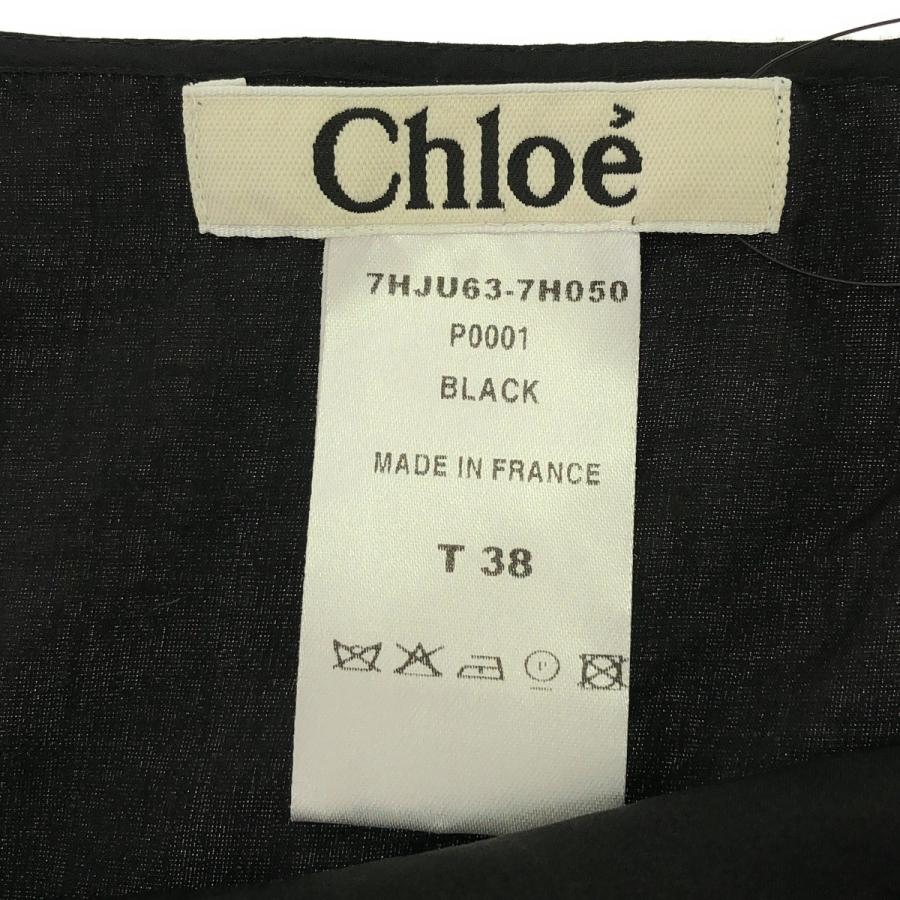 Chloé
7HJU63-7H050
P0001
BLACK
MADE IN FRANCE
T 38
P